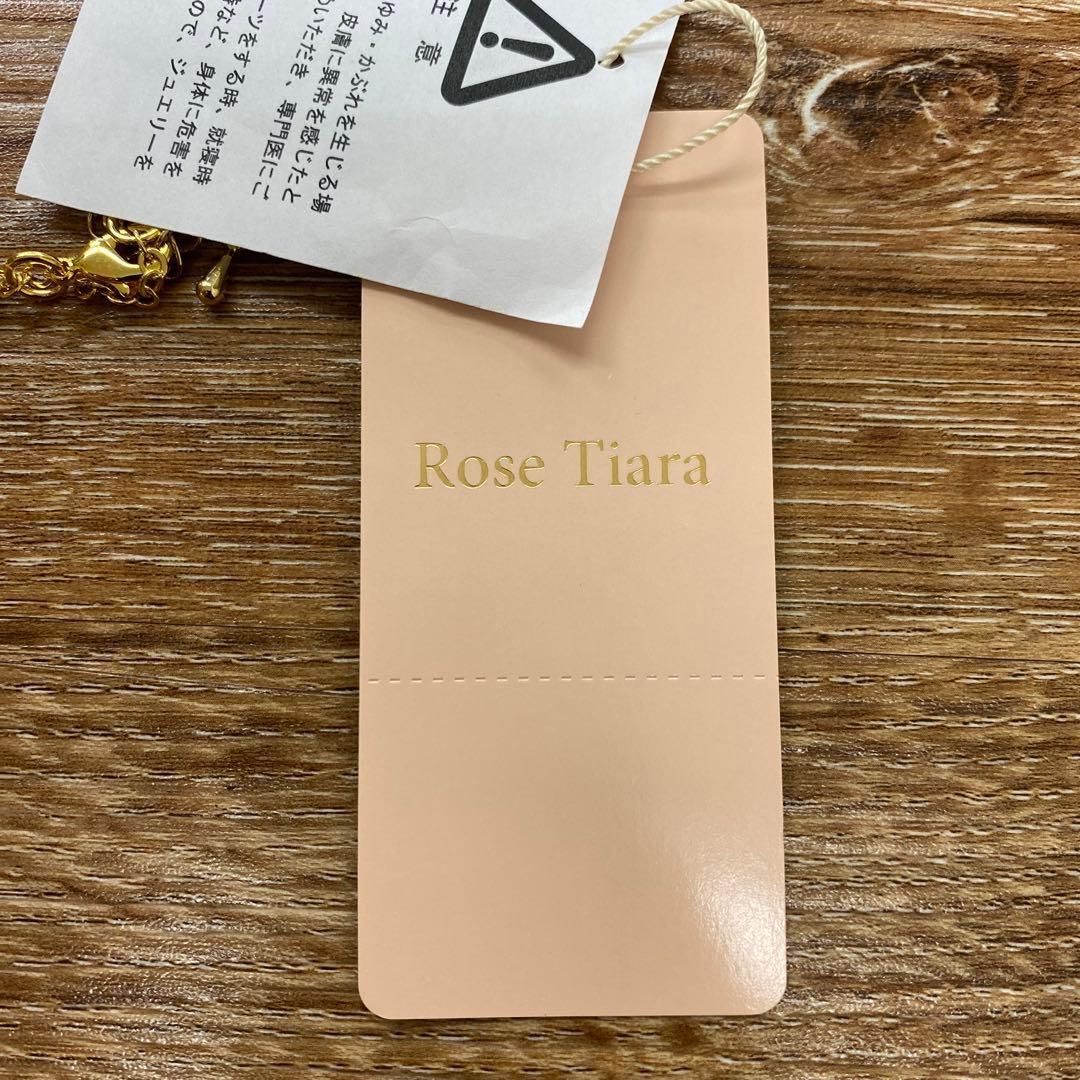 注意
ゆみ・かぶれを生じる場
皮膚に異常を感じたと
いただき、専門医にご
ーツをする時、就寝時
など、身体に危害を
ので、ジュエリーを
Rose Tiara